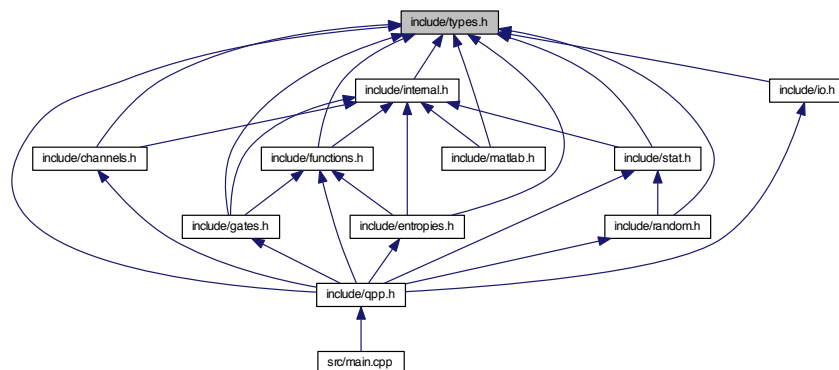 include/types.h
include/internal.h
include/io.h
include/channels.h
include/functions.h
include/matlab.h
include/stat.h
include/gates.h
include/entropies.h
include/random.h
include/qpp.h
src/main.cpp